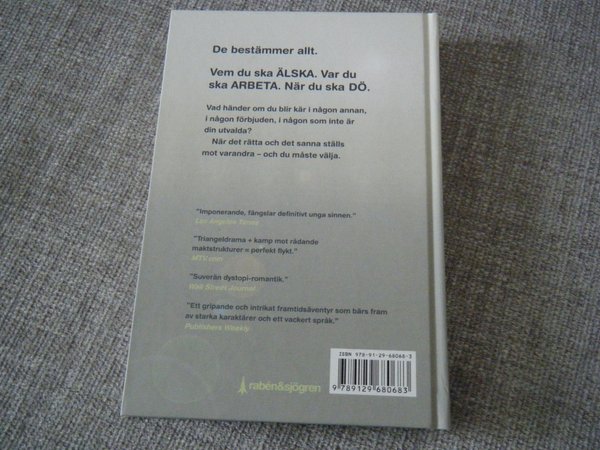 De bestämmer allt.
Vem du ska ÄLSKA. Var du
ska ARBETA. När du ska DÖ.
Vad händer om du blir kär i någon annan,
i någon förbjuden, i någon som inte är
din utvalda?
När det rätta och det sanna ställs
mot varandra – och du måste välja.
"Imponerande, fängslar definitivt unga sinnen."
Los Angeles Times
"Triangeldrama + kamp mot rådande
maktstrukturer = perfekt flykt."
MTV.com
"Suverän dystopi-romantik."
Wall Street Journal
"Ett gripande och intrikat framtidsäventyr som bärs fram
av starka karaktärer och ett vackert språk."
Publishers Weekly
ISBN 978-91-29-68068-3
9 789129 680683
rabén&sjögren